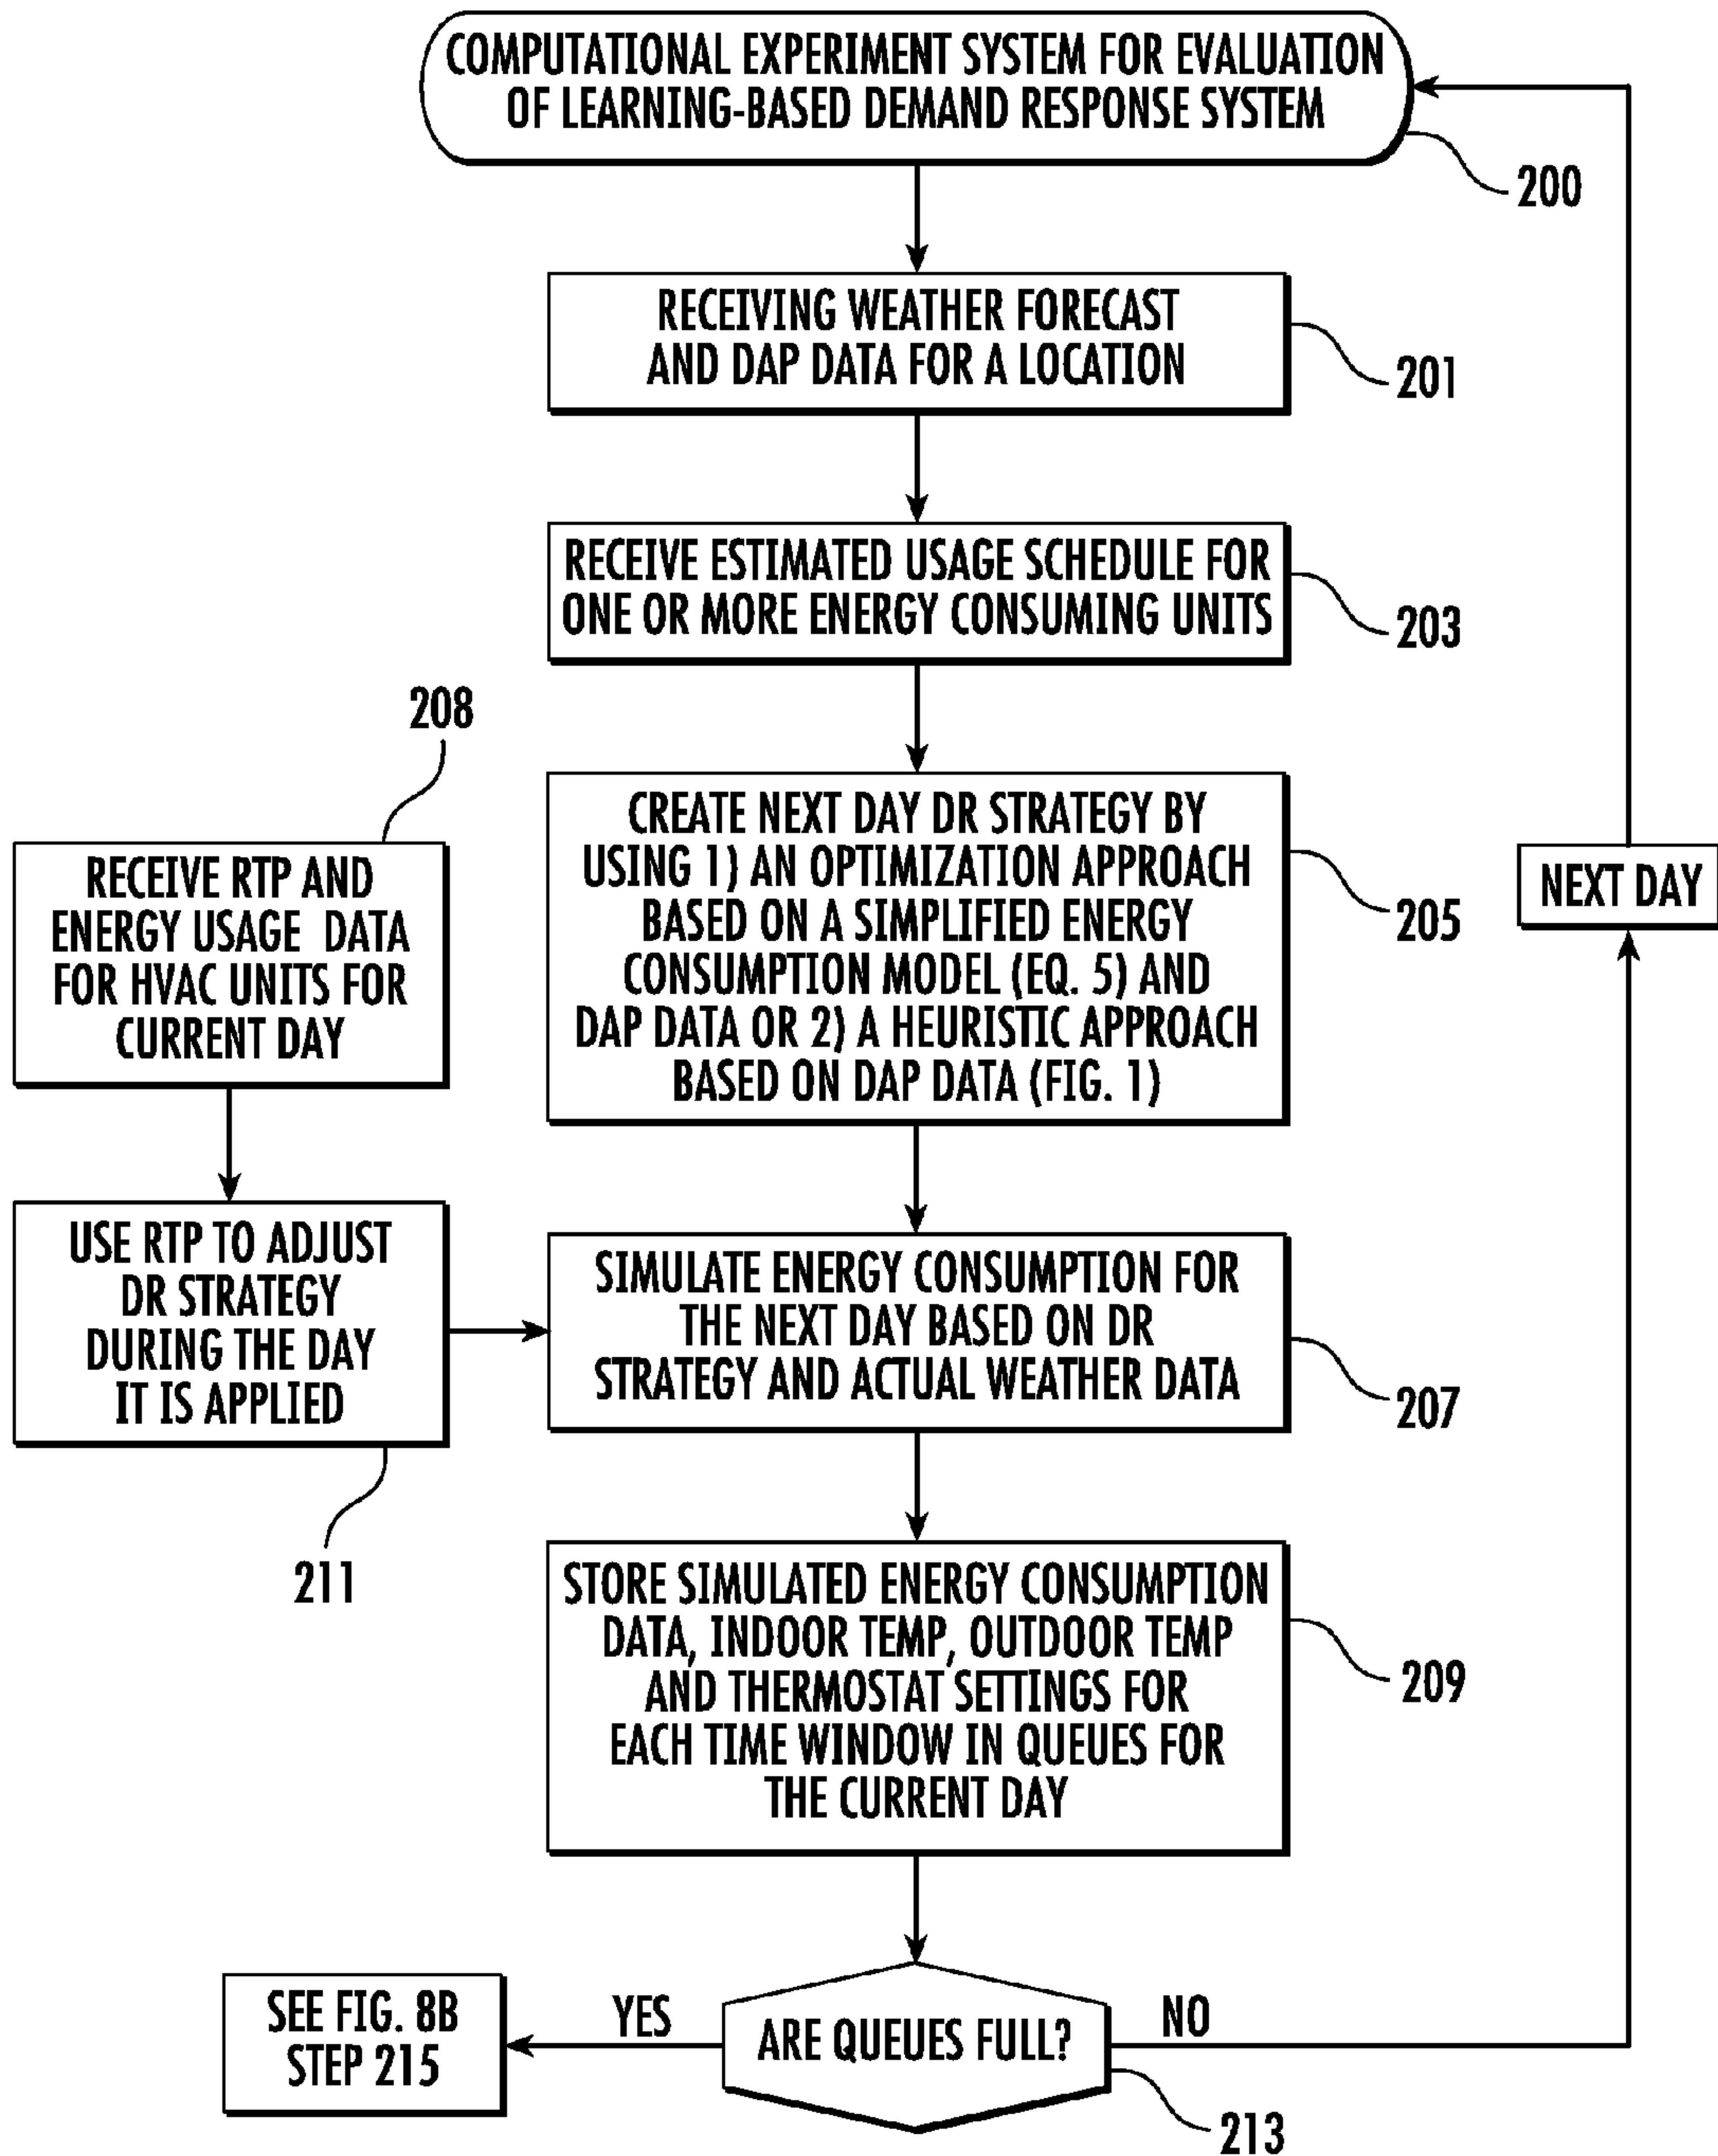 COMPUTATIONAL EXPERIMENT SYSTEM FOR EVALUATION
OF LEARNING-BASED DEMAND RESPONSE SYSTEM
200
RECEIVING WEATHER FORECAST
AND DAP DATA FOR A LOCATION
201
RECEIVE ESTIMATED USAGE SCHEDULE FOR
ONE OR MORE ENERGY CONSUMING UNITS
203
208
RECEIVE RTP AND
ENERGY USAGE DATA
FOR HVAC UNITS FOR
CURRENT DAY
CREATE NEXT DAY DR STRATEGY BY
USING 1) AN OPTIMIZATION APPROACH
BASED ON A SIMPLIFIED ENERGY
CONSUMPTION MODEL (EQ. 5) AND
DAP DATA OR 2) A HEURISTIC APPROACH
BASED ON DAP DATA (FIG. 1)
205
NEXT DAY
USE RTP TO ADJUST
DR STRATEGY
DURING THE DAY
IT IS APPLIED
211
SIMULATE ENERGY CONSUMPTION FOR
THE NEXT DAY BASED ON DR
STRATEGY AND ACTUAL WEATHER DATA
207
STORE SIMULATED ENERGY CONSUMPTION
DATA, INDOOR TEMP, OUTDOOR TEMP
AND THERMOSTAT SETTINGS FOR
EACH TIME WINDOW IN QUEUES FOR
THE CURRENT DAY
209
SEE FIG. 8B
STEP 215
YES
ARE QUEUES FULL?
NO
213